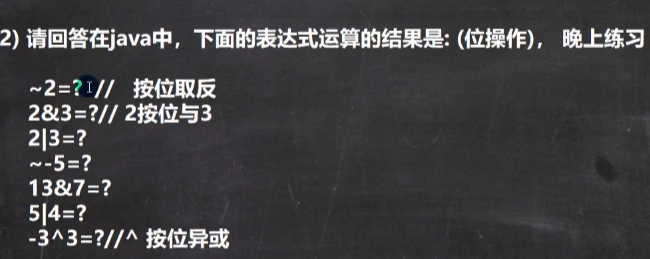 2) 请回答在java中，下面的表达式运算的结果是: (位操作)， 晚上练习
~2=? // 按位取反
2&3=?// 2按位与3
2|3=?
~-5=?
13&7=?
5|4=?
-3^3=?//^ 按位异或